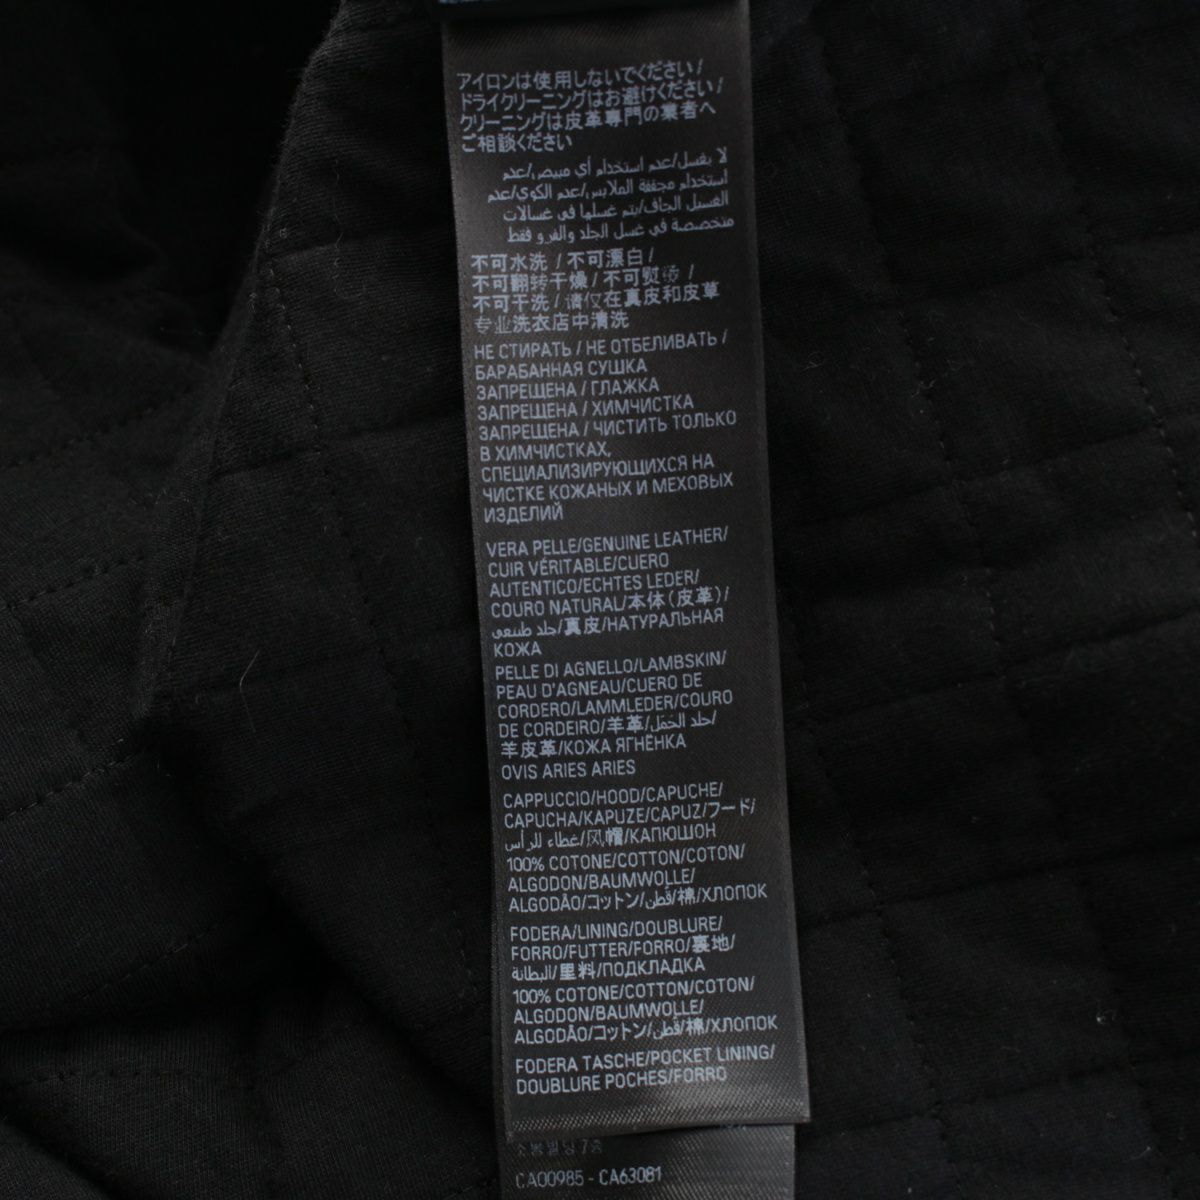 アイロンは使用しないでください/
ドライクリーニングはお避けください/
クリーニングは皮革専門の業者へ
ご相談ください
لا يغسل/عدم استخدام أي مبيض/عدم
استخدام مجففة الملابس/عدم الكوي/عدم
الغسيل الجاف/يتم غسلها في غسالات
متخصصة في غسل الجلد والفرو فقط
不可水洗 / 不可漂白 /
不可翻转干燥 / 不可熨烫 /
不可干洗 / 请仅在真皮和皮草
专业洗衣店中清洗
НЕ СТИРАТЬ / НЕ ОТБЕЛИВАТЬ /
БАРАБАННАЯ СУШКА
ЗАПРЕЩЕНА / ГЛАЖКА
ЗАПРЕЩЕНА / ХИМЧИСТКА
ЗАПРЕЩЕНА / ЧИСТИТЬ ТОЛЬКО
В ХИМЧИСТКАХ,
СПЕЦИАЛИЗИРУЮЩИХСЯ НА
ЧИСТКЕ КОЖАНЫХ И МЕХОВЫХ
ИЗДЕЛИЙ
VERA PELLE/GENUINE LEATHER/
CUIR VÉRITABLE/CUERO
AUTENTICO/ECHTES LEDER/
COURO NATURAL/本体(皮革)/
جلد طبيعي/真皮/НАТУРАЛЬНАЯ
КОЖА
PELLE DI AGNELLO/LAMBSKIN/
PEAU D'AGNEAU/CUERO DE
CORDERO/LAMMLEDER/COURO
DE CORDEIRO/羊革/جلد الحَمَل/
羊皮革/КОЖА ЯГНЁНКА
OVIS ARIES ARIES
CAPPUCCIO/HOOD/CAPUCHE/
CAPUCHA/KAPUZE/CAPUZ/フード/
غطاء للرأس/风帽/КАПЮШОН
100% COTONE/COTTON/COTON/
ALGODON/BAUMWOLLE/
ALGODÃO/コットン/قطن/棉/ХЛОПОК
FODERA/LINING/DOUBLURE/
FORRO/FUTTER/FORRO/裏地/
البطانة/里料/ПОДКЛАДКА
100% COTONE/COTTON/COTON/
ALGODON/BAUMWOLLE/
ALGODÃO/コットン/قطن/棉/ХЛОПОК
FODERA TASCHE/POCKET LINING/
DOUBLURE POCHES/FORRO
CA00985 - CA63081